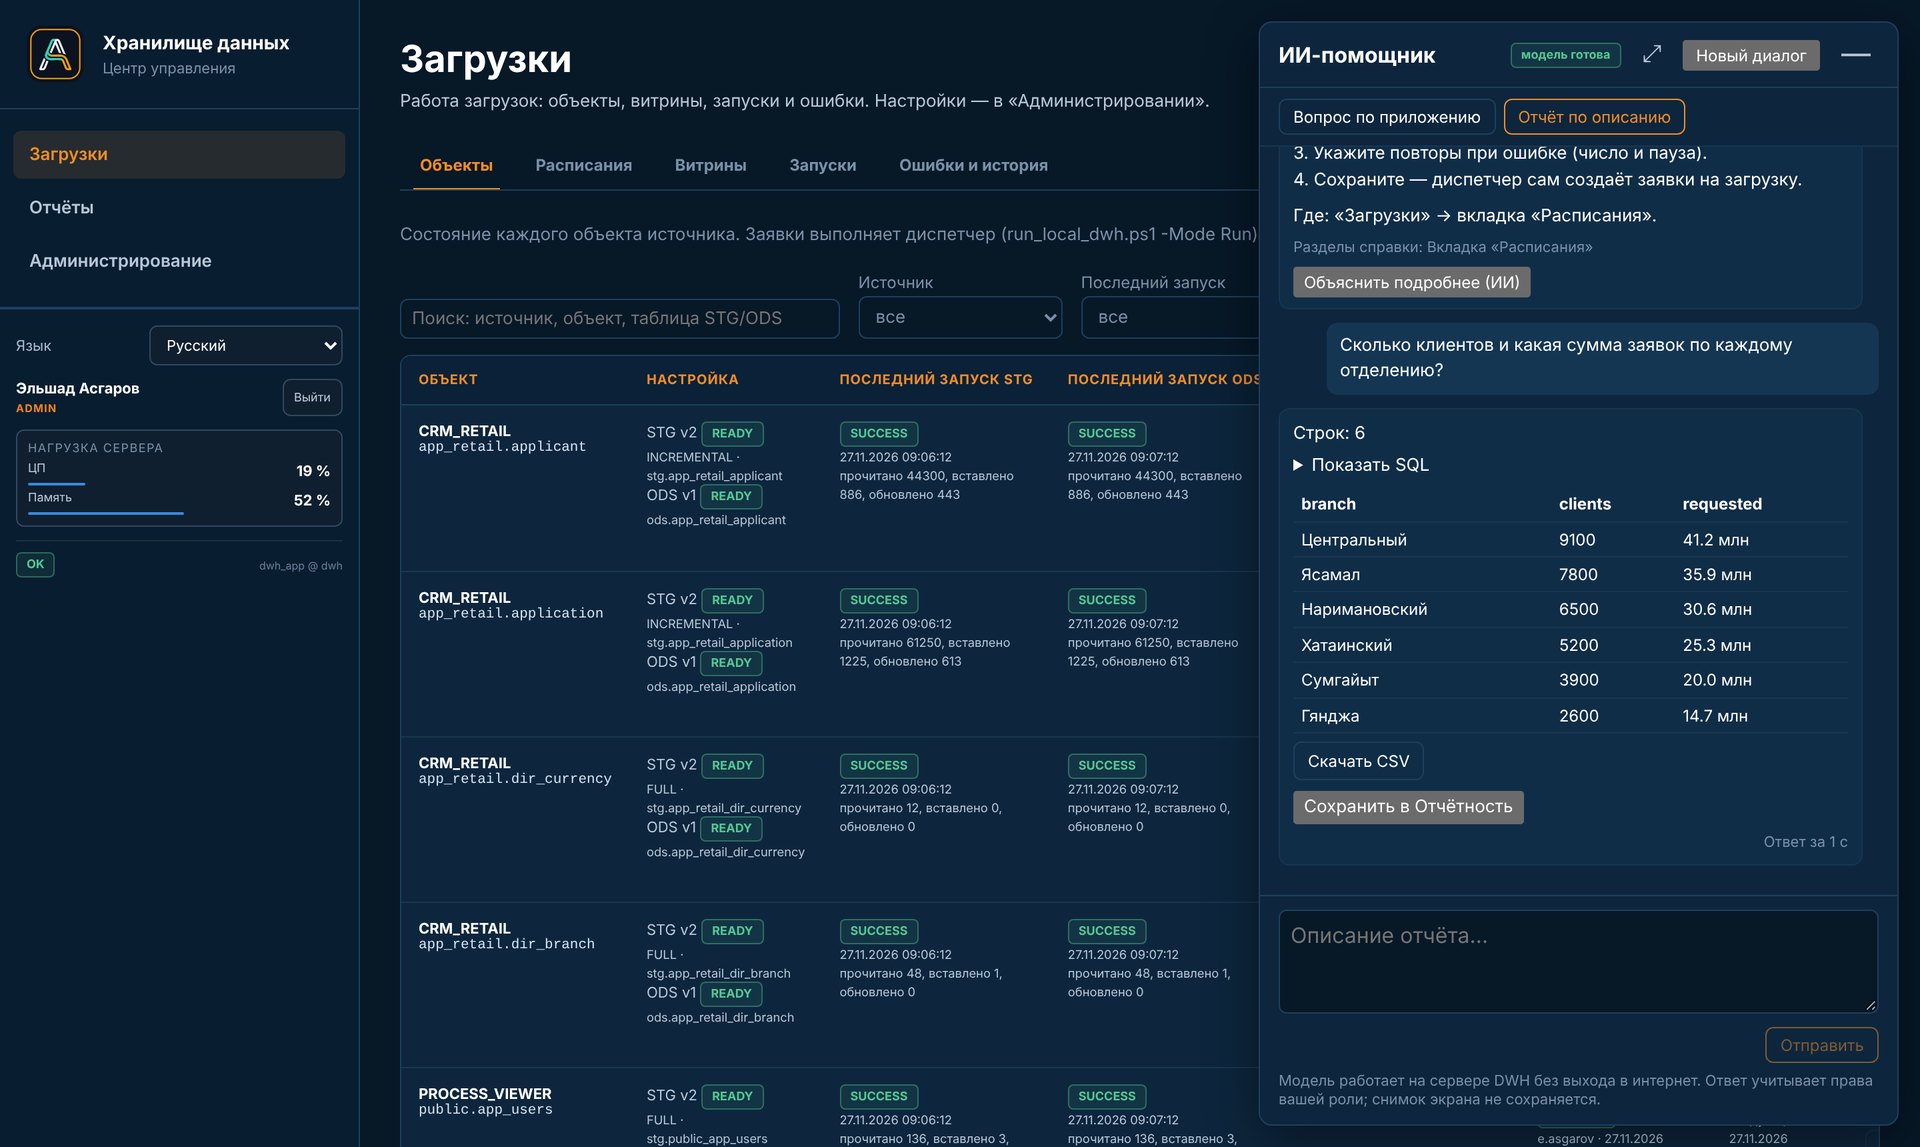 Хранилище данных
Центр управления
Загрузки
Отчёты
Администрирование
Язык
Русский
Эльшад Асгаров
ADMIN
Выйти
НАГРУЗКА СЕРВЕРА
ЦП
19 %
Память
52 %
OK
dwh_app @ dwh
Загрузки
Работа загрузок: объекты, витрины, запуски и ошибки. Настройки — в «Администрировании».
Объекты
Расписания
Витрины
Запуски
Ошибки и история
Состояние каждого объекта источника. Заявки выполняет диспетчер (run_local_dwh.ps1 -Mode Run)
Источник
Последний запуск
Поиск: источник, объект, таблица STG/ODS
все
все
ОБЪЕКТ
НАСТРОЙКА
ПОСЛЕДНИЙ ЗАПУСК STG
ПОСЛЕДНИЙ ЗАПУСК ODS
CRM_RETAIL
app_retail.applicant
STG v2 READY
INCREMENTAL ·
stg.app_retail_applicant
ODS v1 READY
ods.app_retail_applicant
SUCCESS
27.11.2026 09:06:12
прочитано 44300, вставлено
886, обновлено 443
SUCCESS
27.11.2026 09:07:12
прочитано 44300, вставлено
886, обновлено 443
CRM_RETAIL
app_retail.application
STG v2 READY
INCREMENTAL ·
stg.app_retail_application
ODS v1 READY
ods.app_retail_application
SUCCESS
27.11.2026 09:06:12
прочитано 61250, вставлено
1225, обновлено 613
SUCCESS
27.11.2026 09:07:12
прочитано 61250, вставлено
1225, обновлено 613
CRM_RETAIL
app_retail.dir_currency
STG v2 READY
FULL ·
stg.app_retail_dir_currency
ODS v1 READY
ods.app_retail_dir_currency
SUCCESS
27.11.2026 09:06:12
прочитано 12, вставлено 0,
обновлено 0
SUCCESS
27.11.2026 09:07:12
прочитано 12, вставлено 0,
обновлено 0
CRM_RETAIL
app_retail.dir_branch
STG v2 READY
FULL ·
stg.app_retail_dir_branch
ODS v1 READY
ods.app_retail_dir_branch
SUCCESS
27.11.2026 09:06:12
прочитано 48, вставлено 1,
обновлено 0
SUCCESS
27.11.2026 09:07:12
прочитано 48, вставлено 1,
обновлено 0
PROCESS_VIEWER
public.app_users
STG v2 READY
FULL ·
stg.public_app_users
SUCCESS
27.11.2026 09:06:12
прочитано 136, вставлено 3,
SUCCESS
27.11.2026 09:07:12
прочитано 136, вставлено 3,
e.asgarov · 27.11.2026
27.11.2026
ИИ-помощник
модель готова
Новый диалог
Вопрос по приложению
Отчёт по описанию
3. Укажите повторы при ошибке (число и пауза).
4. Сохраните — диспетчер сам создаёт заявки на загрузку.
Где: «Загрузки» → вкладка «Расписания».
Разделы справки: Вкладка «Расписания»
Объяснить подробнее (ИИ)
Сколько клиентов и какая сумма заявок по каждому
отделению?
Строк: 6
Показать SQL
branch clients requested
Центральный 9100 41.2 млн
Ясамал 7800 35.9 млн
Наримановский 6500 30.6 млн
Хатаинский 5200 25.3 млн
Сумгайыт 3900 20.0 млн
Гянджа 2600 14.7 млн
Скачать CSV
Сохранить в Отчётность
Ответ за 1 с
Описание отчёта...
Отправить
Модель работает на сервере DWH без выхода в интернет. Ответ учитывает права
вашей роли; снимок экрана не сохраняется.